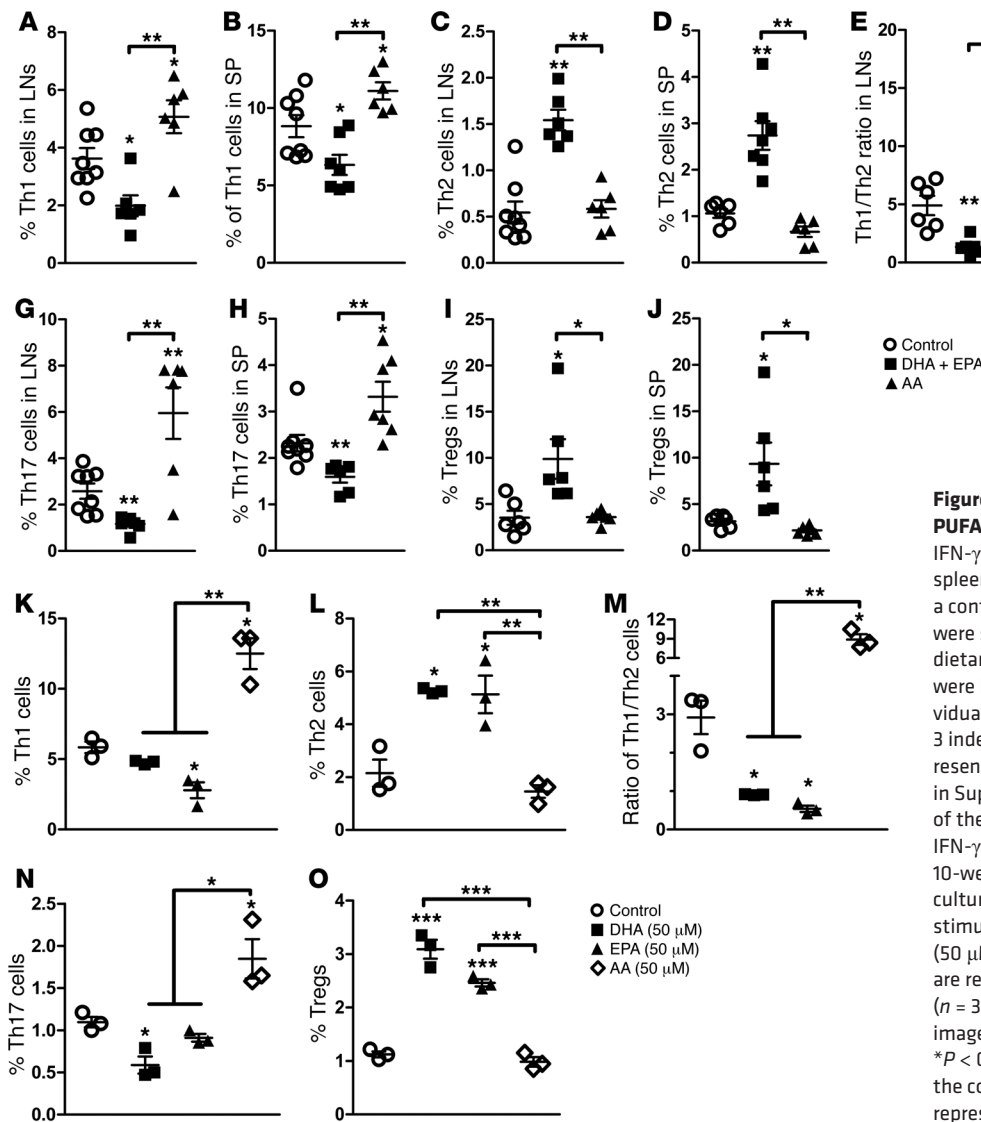 A
% Th1 cells in LNs
8
6
4
2
0
**
*
*
B
% of Th1 cells in SP
15
10
5
0
**
*
*
C
% Th2 cells in LNs
2.5
2.0
1.5
1.0
0.5
0.0
**
**
D
% Th2 cells in SP
5
4
3
2
1
0
**
**
E
Th1/Th2 ratio in LNs
20
15
10
5
0
**
G
% Th17 cells in LNs
10
8
6
4
2
0
**
**
**
H
% Th17 cells in SP
5
4
3
2
1
0
**
*
**
I
% Tregs in LNs
25
20
15
10
5
0
*
*
J
% Tregs in SP
25
20
15
10
5
0
*
*
Control
DHA + EPA
AA
K
% Th1 cells
15
10
5
0
**
*
*
L
% Th2 cells
8
6
4
2
0
**
**
*
*
M
Ratio of Th1/Th2 cells
12
9
6
3
0
**
*
*
*
N
% Th17 cells
2.5
2.0
1.5
1.0
0.5
0.0
*
*
*
O
% Tregs
4
3
2
1
0
***
***
***
***
Control
DHA (50 μM)
EPA (50 μM)
AA (50 μM)
Figure
PUFA
IFN-γ
spleen
a cont
were s
dietar
were
vidua
3 inde
resen
in Sup
of the
IFN-γ
10-we
cultur
stimu
(50 μ
are re
(n = 3
image
*P < 0
the co
repres